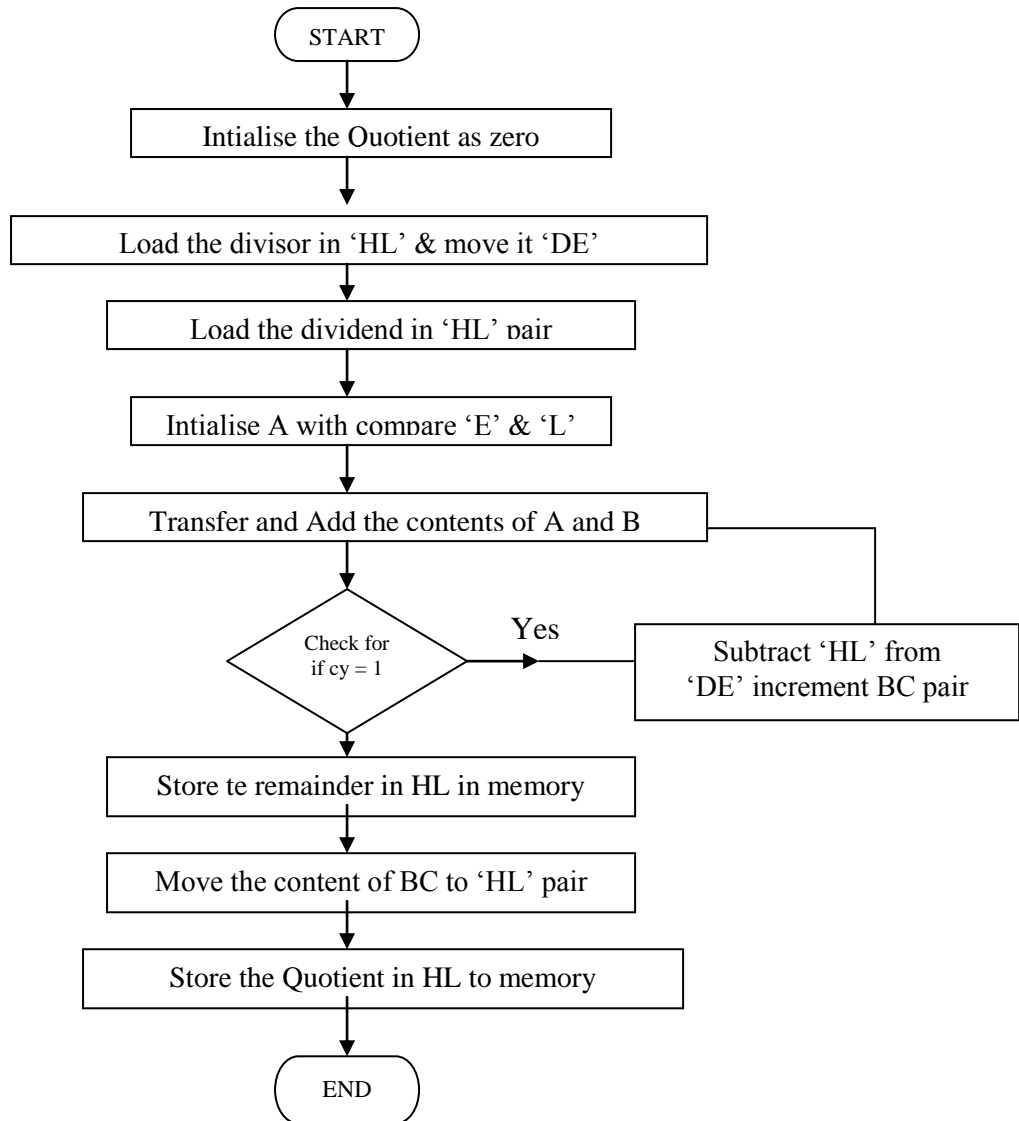 START
Intialise the Quotient as zero
Load the divisor in ‘HL’ & move it ‘DE’
Load the dividend in ‘HL’ pair
Intialise A with compare ‘E’ & ‘L’
Transfer and Add the contents of A and B
Check for
if cy = 1
Yes
Subtract ‘HL’ from
‘DE’ increment BC pair
Store te remainder in HL in memory
Move the content of BC to ‘HL’ pair
Store the Quotient in HL to memory
END